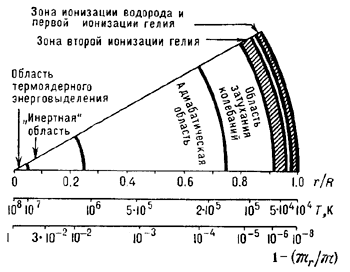 Зона ионизации водорода и
первой ионизации гелия
Зона второй ионизации гелия
Область
термоядерного
энерговыделения
„Инертная“
область
Адиабатическая
область
Область
затухания
колебаний
0 0.2 0.4 0.6 0.8 1.0 r/R
10⁸ 10⁷ 10⁶ 5·10⁵ 2·10⁵ 10⁵ 5·10⁴ 10⁴ T, К
1 3·10⁻² 10⁻² 10⁻³ 10⁻⁴ 10⁻⁵ 10⁻⁶ 10⁻⁸
1 – (𝔐r/𝔐)